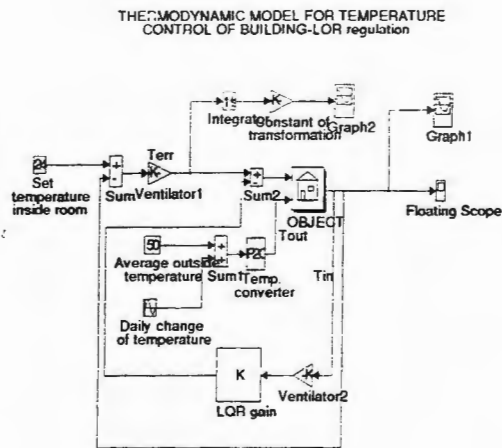 THERMODYNAMIC MODEL FOR TEMPERATURE
CONTROL OF BUILDING-LQR regulation
K
Integrator
Constant of
transformation
Graph2
Graph1
Set
temperature
inside room
Sum
Terr
Ventilator1
Sum2
OBJECT
Floating Scope
50
Average outside
temperature
Sum1
Temp.
converter
Tout
Tin
Daily change
of temperature
K
LQR gain
K
Ventilator2